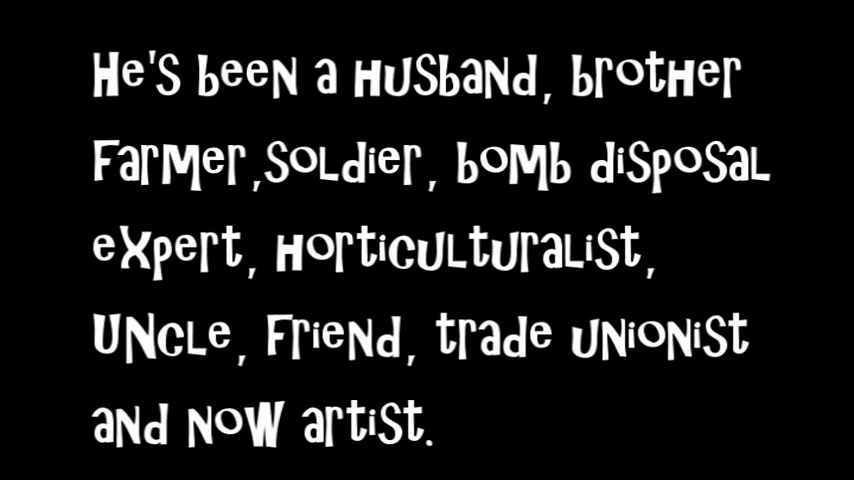 He's been a husband, brother
Farmer,soldier, bomb disposal
expert, Horticulturalist,
Uncle, Friend, trade unionist
and now artist.